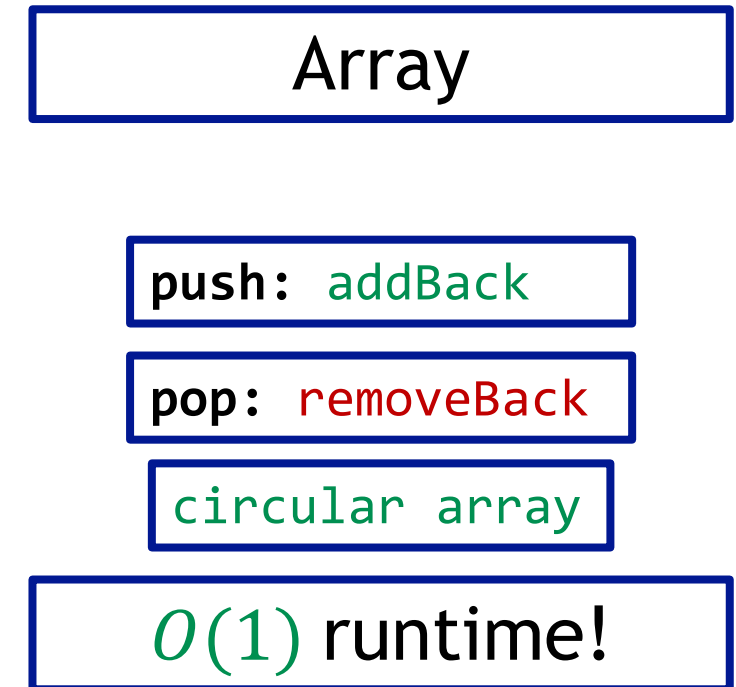 Array
push: addBack
pop: removeBack
circular array
O(1) runtime!